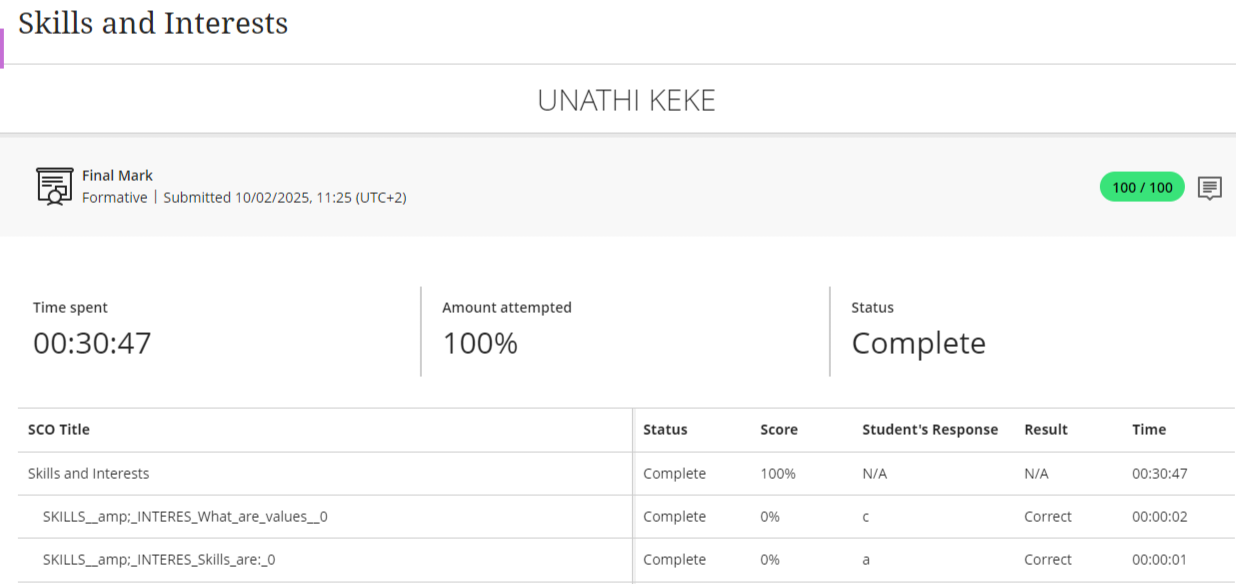 Skills and Interests
UNATHI KEKE
Final Mark
Formative | Submitted 10/02/2025, 11:25 (UTC+2)
100 / 100
Time spent
00:30:47
Amount attempted
100%
Status
Complete
SCO Title Status Score Student's Response Result Time
Skills and Interests Complete 100% N/A N/A 00:30:47
SKILLS__amp;_INTERES_What_are_values__0 Complete 0% c Correct 00:00:02
SKILLS__amp;_INTERES_Skills_are:_0 Complete 0% a Correct 00:00:01